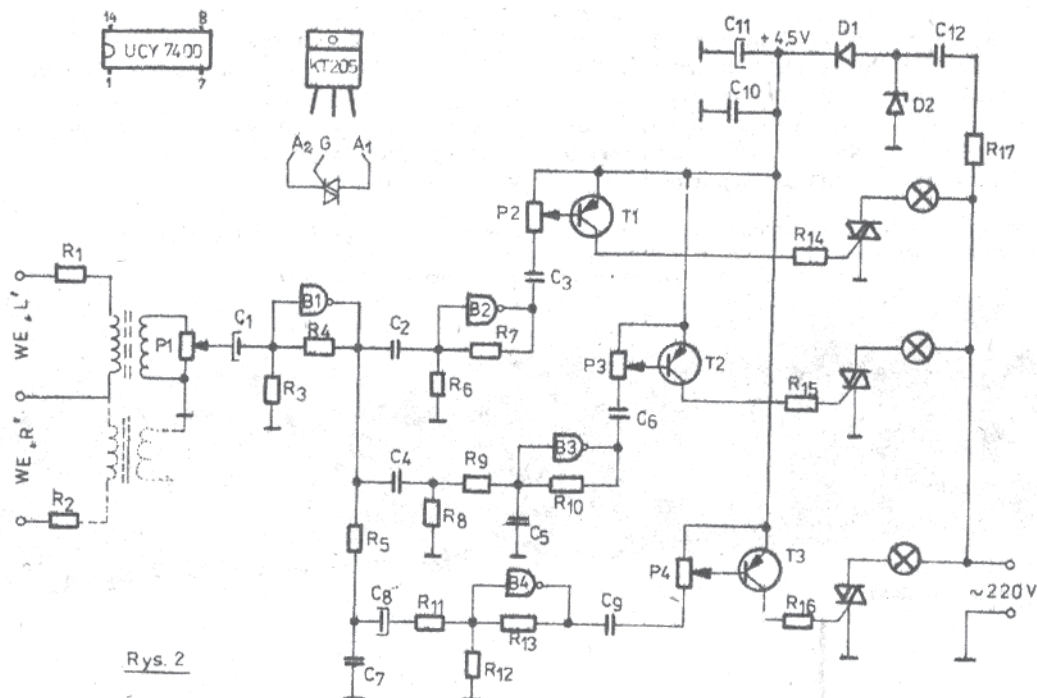 14 8
UCY 7400
1 7
KT205
A2 G A1
C11 +4,5V D1 C12
C10 D2
R17
P2 T1
R14
C3
R1
WE „L"
P1 C1 B1 C2 B2
R4 R7
R3 R6
P3 T2
R15
C6
WE „R"
R2
C4 R9 B3
R10
R8 C5
R5
P4 T3
R16
~220V
C8 R11 B4 C9
R13
R12
C7
Rys. 2